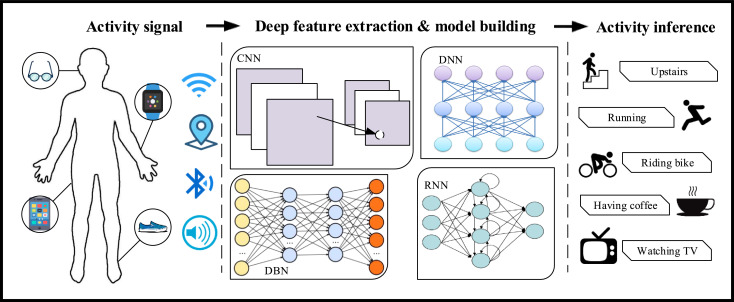 Activity signal
Deep feature extraction & model building
Activity inference
CNN
DNN
Upstairs
Running
Riding bike
RNN
Having coffee
...
...
...
...
DBN
Watching TV